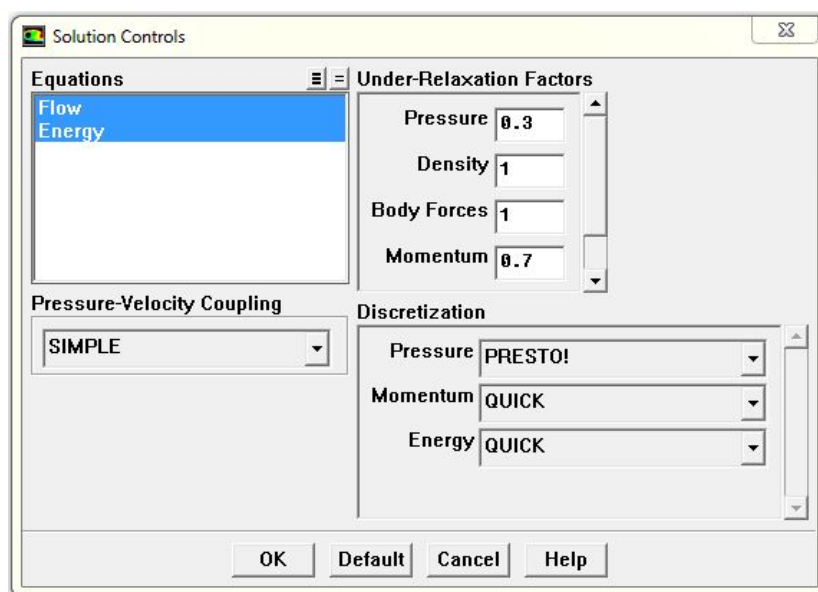 Solution Controls
Equations
Flow
Energy
Under-Relaxation Factors
Pressure 0.3
Density 1
Body Forces 1
Momentum 0.7
Pressure-Velocity Coupling
SIMPLE
Discretization
Pressure PRESTO!
Momentum QUICK
Energy QUICK
OK Default Cancel Help